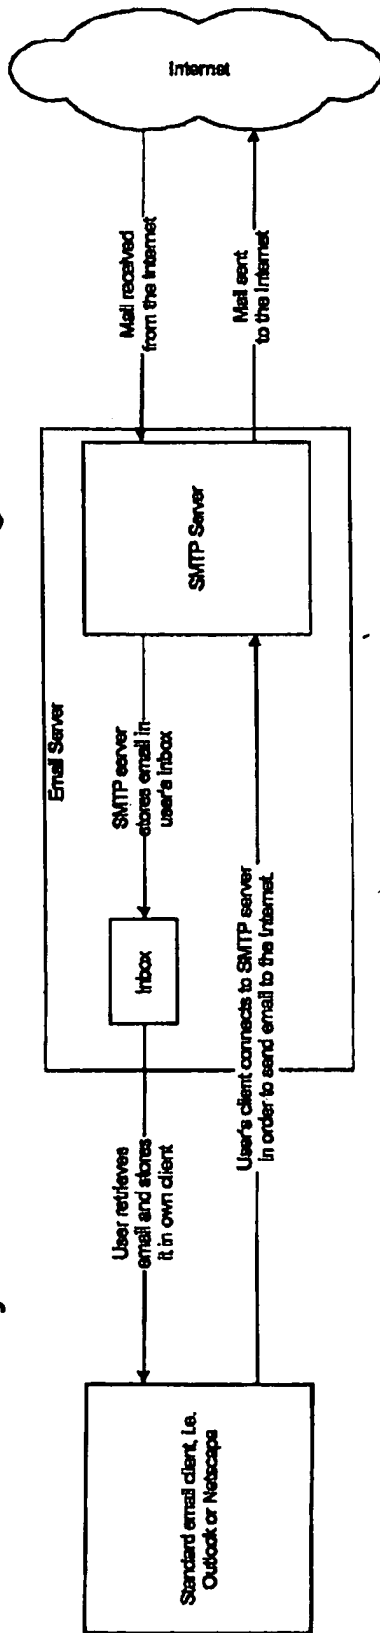 Standard email client, i.e.
Outlook or Netscape
User retrieves
email and stores
it in own client
User's client connects to SMTP server
in order to send email to the Internet.
Email Server
Inbox
SMTP server
stores email in
user's inbox
SMTP Server
Mail received
from the Internet
Mail sent
to the Internet
Internet